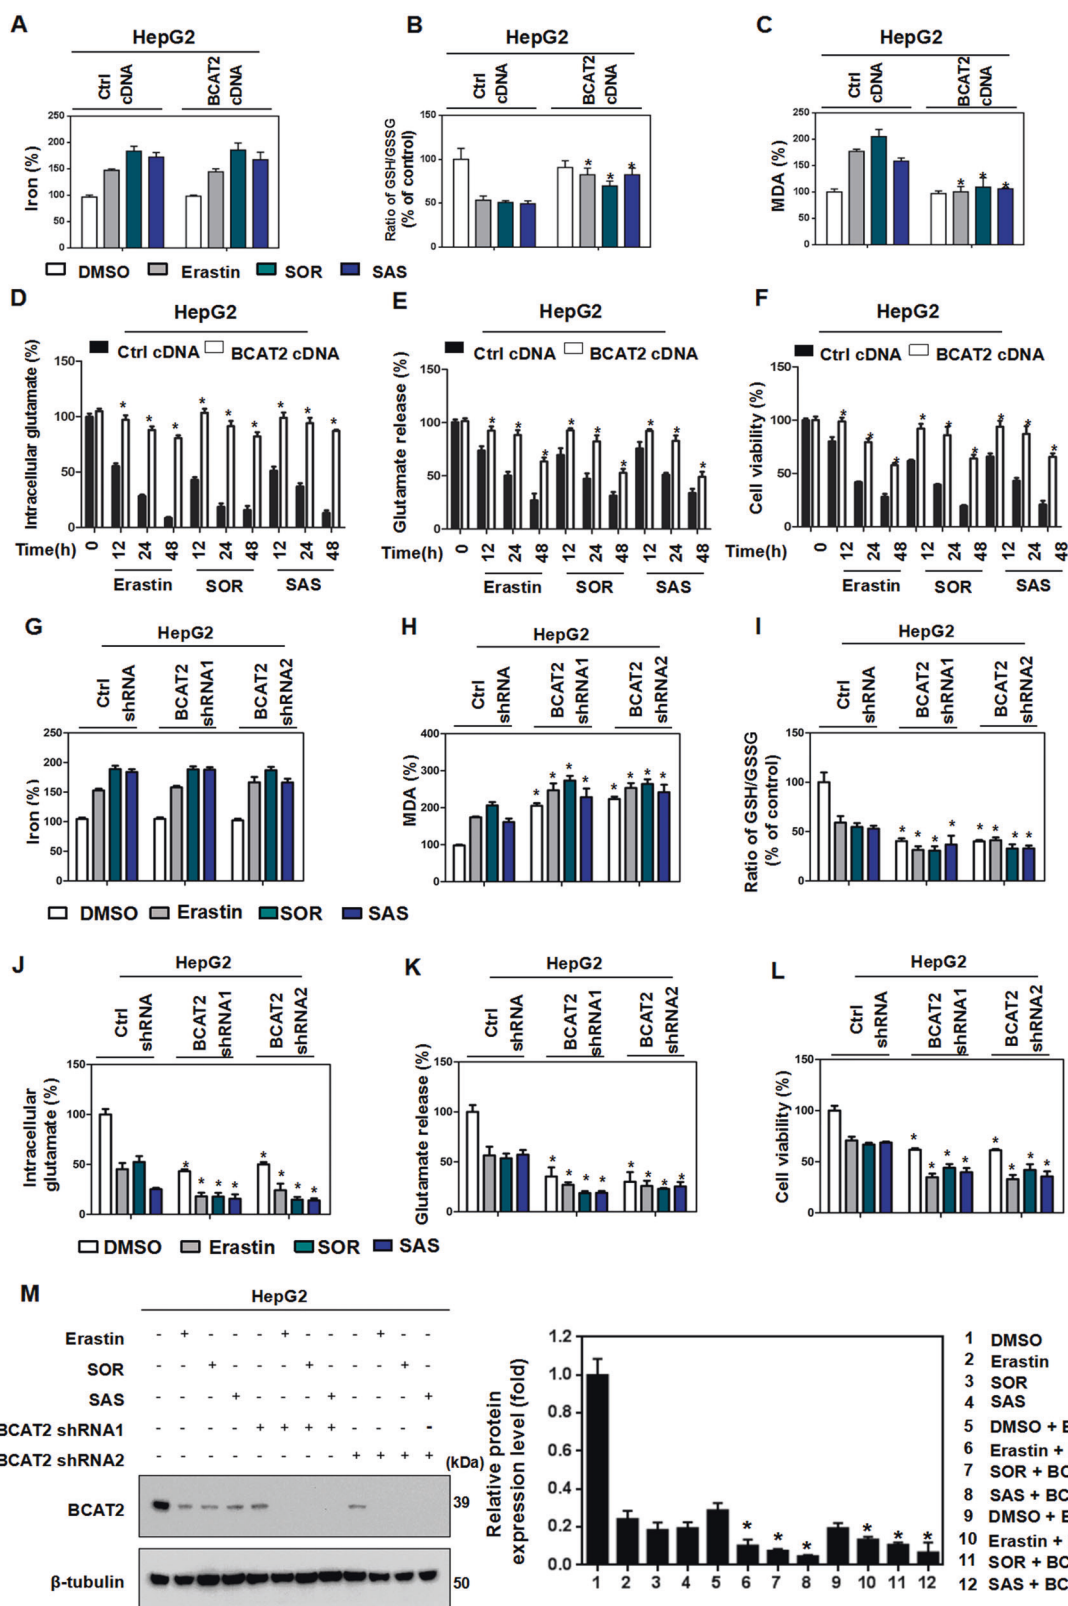 A
HepG2
Ctrl cDNA
BCAT2 cDNA
Iron (%)
250
200
150
100
50
0
B
HepG2
Ctrl cDNA
BCAT2 cDNA
Ratio of GSH/GSSG
(% of control)
150
100
50
0
* * *
C
HepG2
Ctrl cDNA
BCAT2 cDNA
MDA (%)
250
200
150
100
50
0
* * *
DMSO Erastin SOR SAS
D
HepG2
Ctrl cDNA BCAT2 cDNA
Intracellular glutamate (%)
150
100
50
0
* * * * * * * * *
Time(h) 0 12 24 48 12 24 48 12 24 48
Erastin SOR SAS
E
HepG2
Ctrl cDNA BCAT2 cDNA
Glutamate release (%)
150
100
50
0
* * * * * * * * *
Time(h) 0 12 24 48 12 24 48 12 24 48
Erastin SOR SAS
F
HepG2
Ctrl cDNA BCAT2 cDNA
Cell viability (%)
150
100
50
0
* * * * * * * * *
Time(h) 0 12 24 48 12 24 48 12 24 48
Erastin SOR SAS
G
HepG2
Ctrl shRNA
BCAT2 shRNA1
BCAT2 shRNA2
Iron (%)
250
200
150
100
50
0
H
HepG2
Ctrl shRNA
BCAT2 shRNA1
BCAT2 shRNA2
MDA (%)
400
300
200
100
0
* * * * * * * *
I
HepG2
Ctrl shRNA
BCAT2 shRNA1
BCAT2 shRNA2
Ratio of GSH/GSSG
(% of control)
150
100
50
0
* * * * * * * *
DMSO Erastin SOR SAS
J
HepG2
Ctrl shRNA
BCAT2 shRNA1
BCAT2 shRNA2
Intracellular
glutamate (%)
150
100
50
0
* * * * * * * *
K
HepG2
Ctrl shRNA
BCAT2 shRNA1
BCAT2 shRNA2
Glutamate release (%)
150
100
50
0
* * * * * * * *
L
HepG2
Ctrl shRNA
BCAT2 shRNA1
BCAT2 shRNA2
Cell viability (%)
150
100
50
0
* * * * * * * *
DMSO Erastin SOR SAS
M
HepG2
Erastin - + - - - + - - - + - -
SOR - - + - - - + - - - + -
SAS - - - + - - - + - - - +
BCAT2 shRNA1 - - - - + + + + - - - -
BCAT2 shRNA2 - - - - - - - - + + + +
(kDa)
BCAT2 39
β-tubulin 50
Relative protein
expression level (fold)
1.2
1.0
0.8
0.6
0.4
0.2
0.0
* * * * * *
1 2 3 4 5 6 7 8 9 10 11 12
1 DMSO
2 Erastin
3 SOR
4 SAS
5 DMSO +
6 Erastin +
7 SOR + BC
8 SAS + BC
9 DMSO +
10 Erastin +
11 SOR + BC
12 SAS + BC